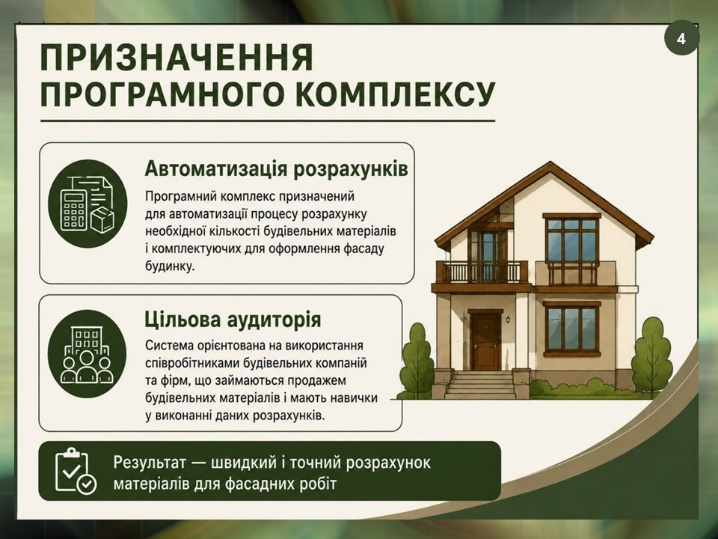 4
ПРИЗНАЧЕННЯ
ПРОГРАМНОГО КОМПЛЕКСУ
Автоматизація розрахунків
Програмний комплекс призначений
для автоматизації процесу розрахунку
необхідної кількості будівельних матеріалів
і комплектуючих для оформлення фасаду
будинку.
Цільова аудиторія
Система орієнтована на використання
співробітниками будівельних компаній
та фірм, що займаються продажем
будівельних матеріалів і мають навички
у виконанні даних розрахунків.
Результат — швидкий і точний розрахунок
матеріалів для фасадних робіт